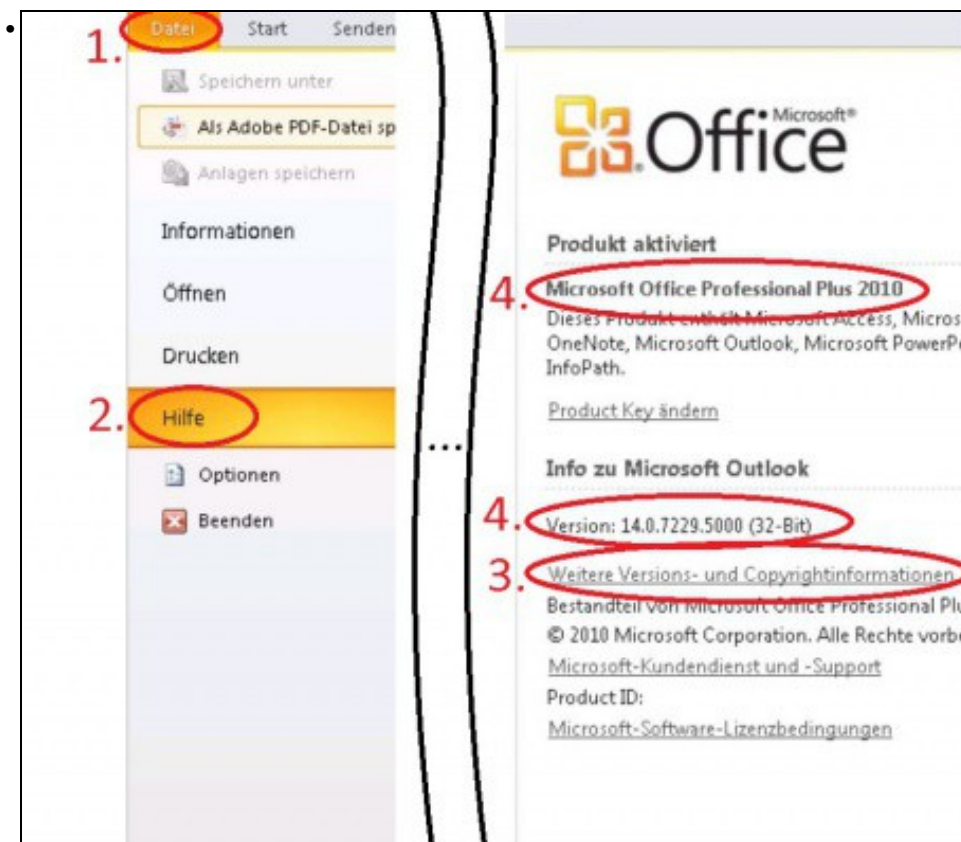 1.
Datei Start Senden
Speichern unter
Als Adobe PDF-Datei sp
Anlagen speichern
Informationen
Öffnen
Drucken
2.
Hilfe
Optionen
Beenden
...
Microsoft®
Office
Produkt aktiviert
4.
Microsoft Office Professional Plus 2010
Dieses Produkt enthält Microsoft Access, Micros
OneNote, Microsoft Outlook, Microsoft PowerP
InfoPath.
Product Key ändern
Info zu Microsoft Outlook
4.
Version: 14.0.7229.5000 (32-Bit)
3.
Weitere Versions- und Copyrightinformationen
Bestandteil von Microsoft Office Professional Plu
© 2010 Microsoft Corporation. Alle Rechte vorbe
Microsoft-Kundendienst und -Support
Product ID:
Microsoft-Software-Lizenzbedingungen